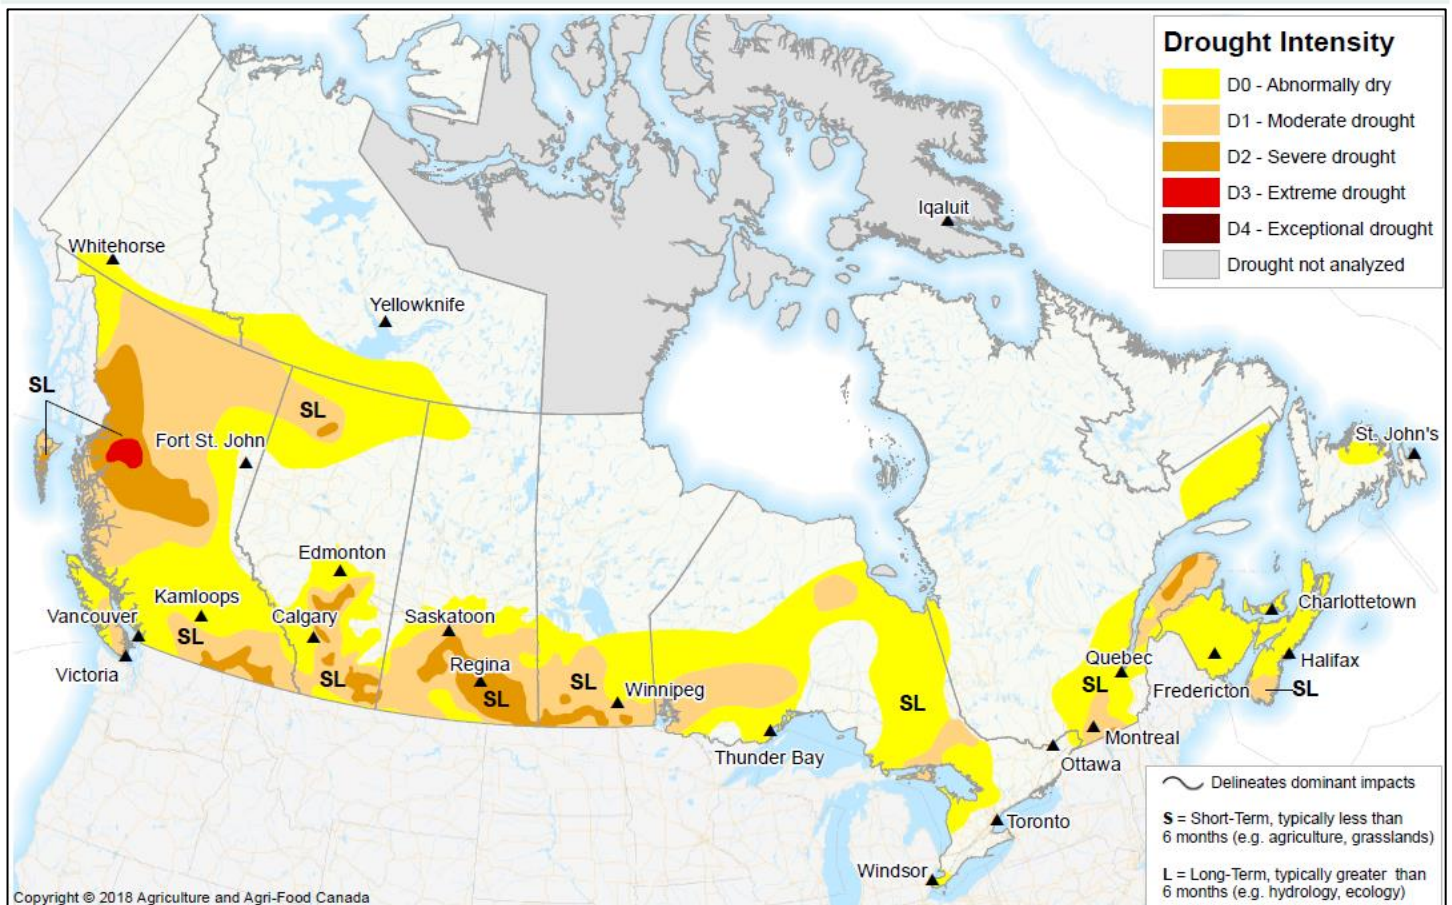 Drought Intensity
D0 - Abnormally dry
D1 - Moderate drought
D2 - Severe drought
D3 - Extreme drought
D4 - Exceptional drought
Drought not analyzed
Iqaluit
Whitehorse
Yellowknife
SL
SL
Fort St. John
St. John's
Edmonton
Kamloops
Vancouver
Calgary
Saskatoon
Charlottetown
SL
Victoria
Regina
SL
SL
SL
Winnipeg
Quebec
SL
Halifax
Fredericton
SL
SL
Thunder Bay
Montreal
Ottawa
Toronto
Windsor
Delineates dominant impacts
S = Short-Term, typically less than
6 months (e.g. agriculture, grasslands)
L = Long-Term, typically greater than
6 months (e.g. hydrology, ecology)
Copyright © 2018 Agriculture and Agri-Food Canada